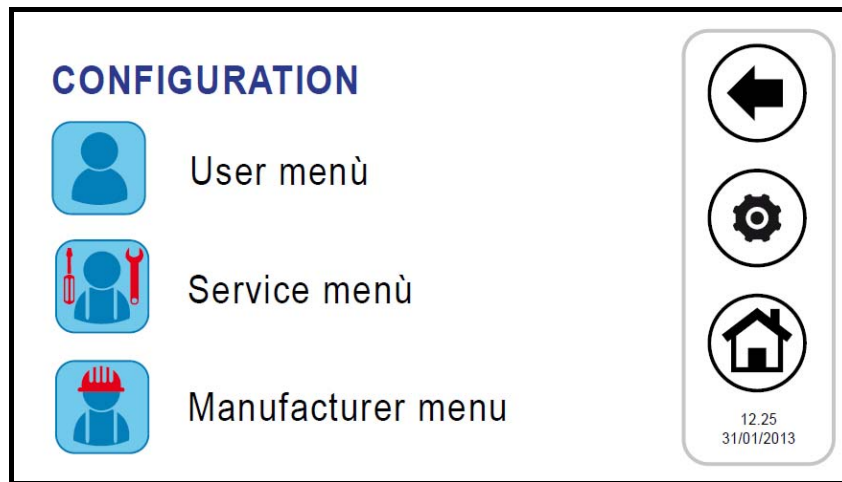 CONFIGURATION
User menù
Service menù
Manufacturer menu
12.25
31/01/2013